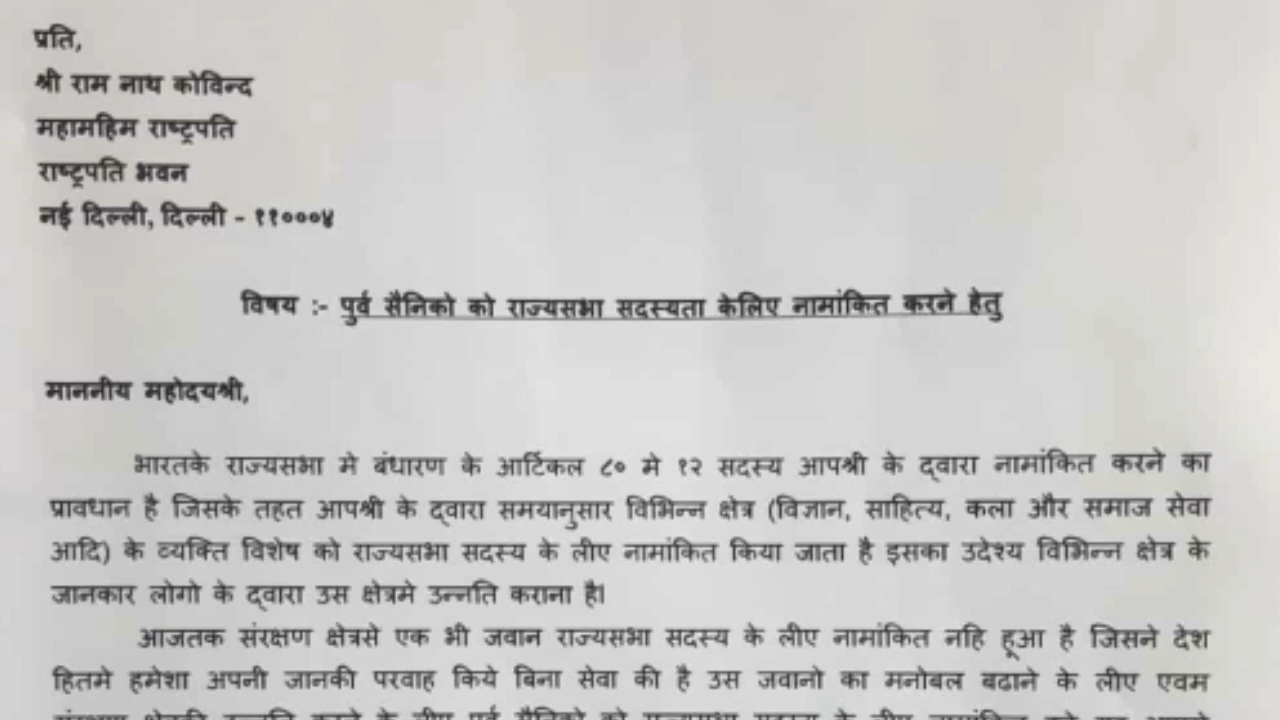 प्रति,
श्री राम नाथ कोविन्द
महामहिम राष्ट्रपति
राष्ट्रपति भवन
नई दिल्ली, दिल्ली - ११०००४
विषय :- पुर्व सैनिको को राज्यसभा सदस्यता केलिए नामांकित करने हेतु
माननीय महोदयश्री,
भारतके राज्यसभा मे बंधारण के आर्टिकल ८० मे १२ सदस्य आपश्री के द्वारा नामांकित करने का
प्रावधान है जिसके तहत आपश्री के द्वारा समयानुसार विभिन्न क्षेत्र (विज्ञान, साहित्य, कला और समाज सेवा
आदि) के व्यक्ति विशेष को राज्यसभा सदस्य के लीए नामांकित किया जाता है इसका उदेश्य विभिन्न क्षेत्र के
जानकार लोगो के द्वारा उस क्षेत्रमे उन्नति कराना है।
आजतक संरक्षण क्षेत्रसे एक भी जवान राज्यसभा सदस्य के लीए नामांकित नहि हूआ है जिसने देश
हितमे हमेशा अपनी जानकी परवाह किये बिना सेवा की है उस जवानो का मनोबल बढाने के लीए एवम